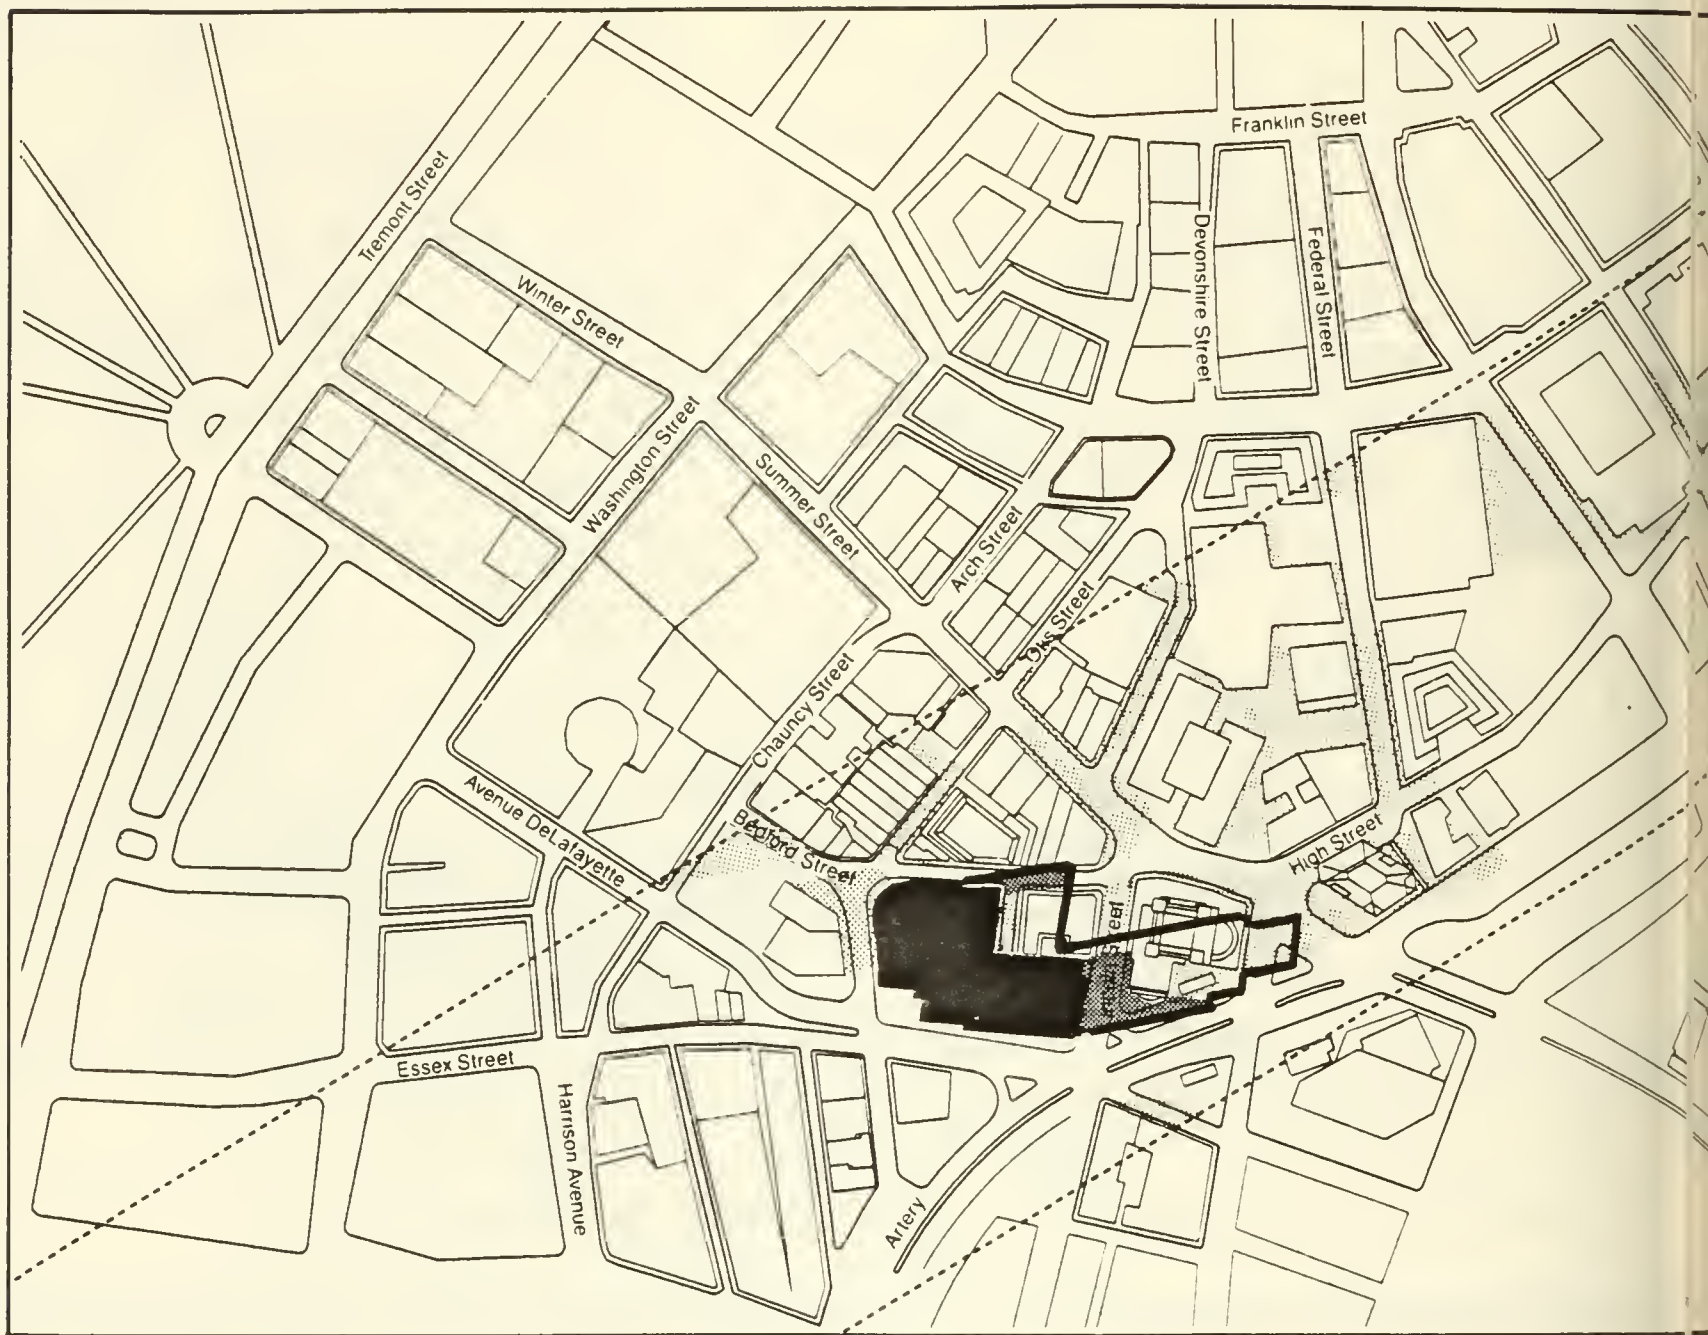 Franklin Street
Tremont Street
Devonshire Street
Federal Street
Winter Street
Washington Street
Summer Street
Arch Street
Otis Street
Chauncy Street
Avenue DeLafayette
Bedford Street
High Street
Street
Essex Street
Harrison Avenue
Artery